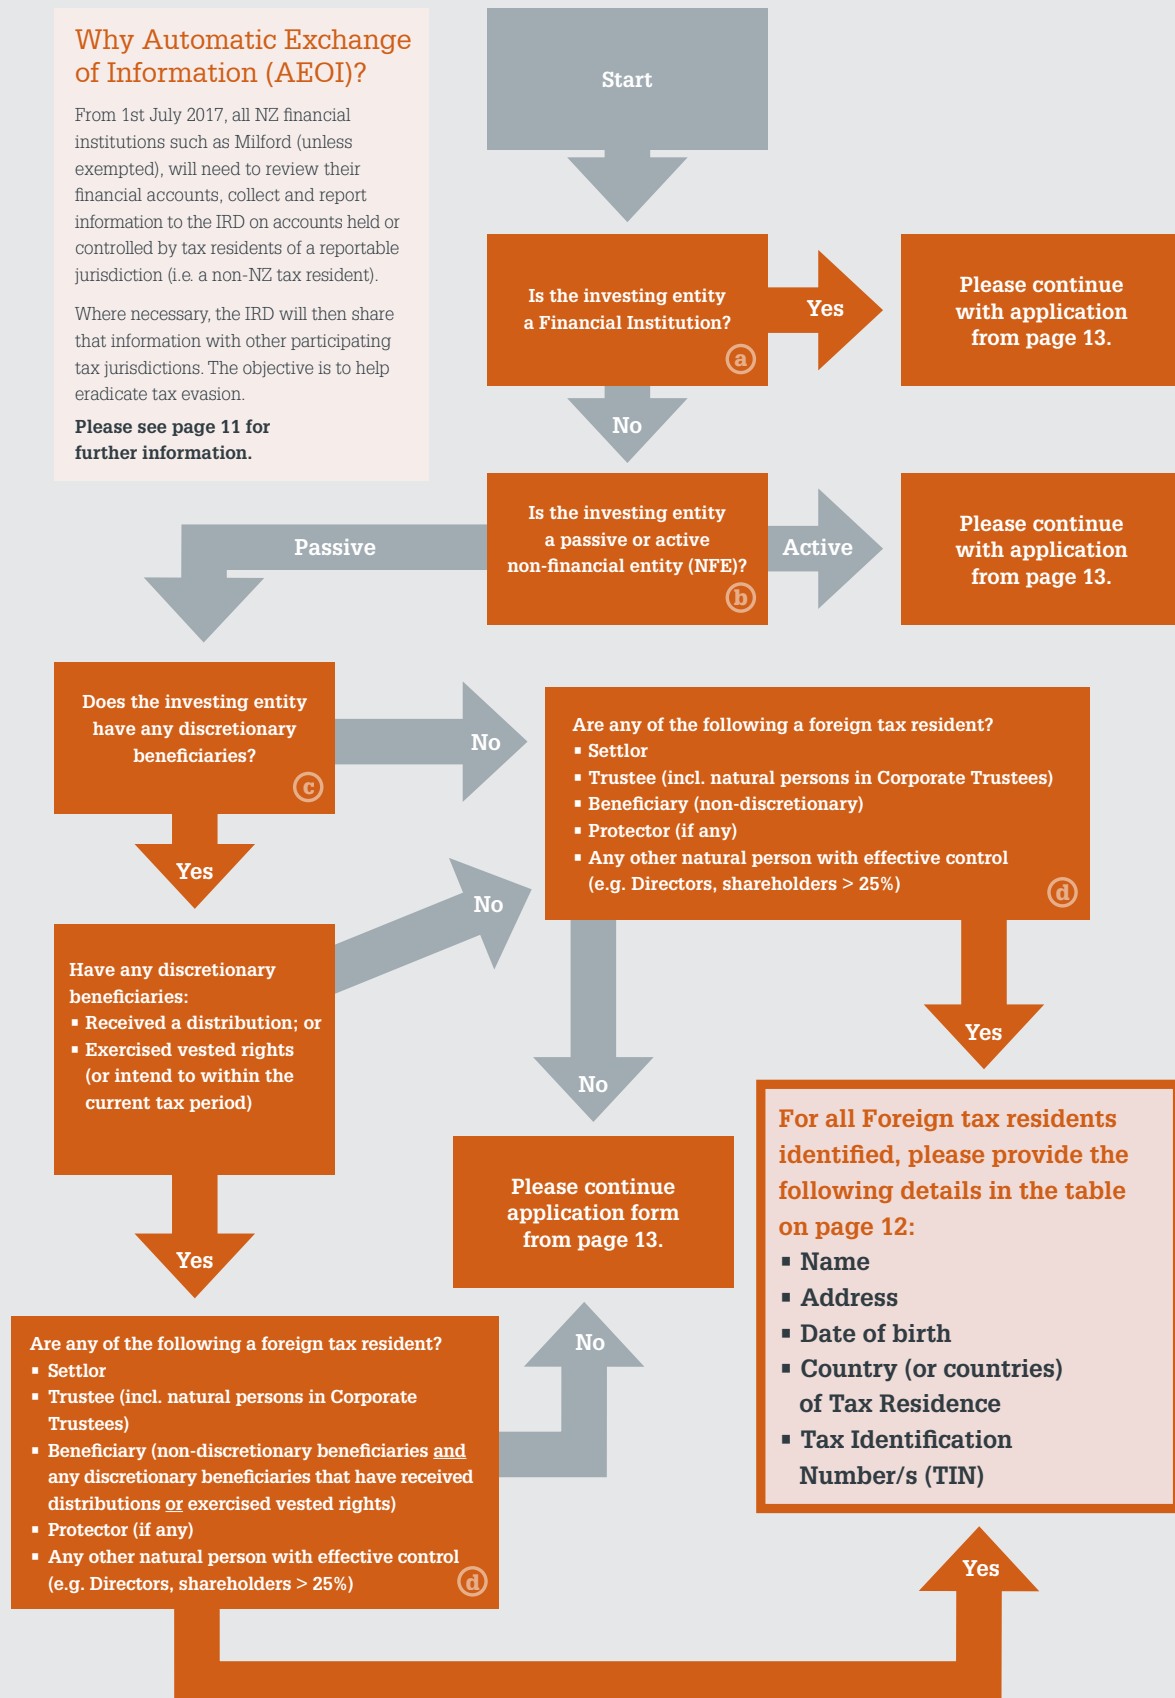 Why Automatic Exchange
of Information (AEOI)?
From 1st July 2017, all NZ financial
institutions such as Milford (unless
exempted), will need to review their
financial accounts, collect and report
information to the IRD on accounts held or
controlled by tax residents of a reportable
jurisdiction (i.e. a non-NZ tax resident).
Where necessary, the IRD will then share
that information with other participating
tax jurisdictions. The objective is to help
eradicate tax evasion.
Please see page 11 for
further information.
Start
Is the investing entity
a Financial Institution?
a
Yes
Please continue
with application
from page 13.
No
Is the investing entity
a passive or active
non-financial entity (NFE)?
b
Passive
Active
Please continue
with application
from page 13.
Does the investing entity
have any discretionary
beneficiaries?
c
No
Are any of the following a foreign tax resident?
▪ Settlor
▪ Trustee (incl. natural persons in Corporate Trustees)
▪ Beneficiary (non-discretionary)
▪ Protector (if any)
▪ Any other natural person with effective control
(e.g. Directors, shareholders > 25%)
d
Yes
No
Have any discretionary
beneficiaries:
▪ Received a distribution; or
▪ Exercised vested rights
(or intend to within the
current tax period)
Yes
No
Please continue
application form
from page 13.
For all Foreign tax residents
identified, please provide the
following details in the table
on page 12:
▪ Name
▪ Address
▪ Date of birth
▪ Country (or countries)
of Tax Residence
▪ Tax Identification
Number/s (TIN)
Yes
Are any of the following a foreign tax resident?
▪ Settlor
▪ Trustee (incl. natural persons in Corporate
Trustees)
▪ Beneficiary (non-discretionary beneficiaries and
any discretionary beneficiaries that have received
distributions or exercised vested rights)
▪ Protector (if any)
▪ Any other natural person with effective control
(e.g. Directors, shareholders > 25%)
d
No
Yes